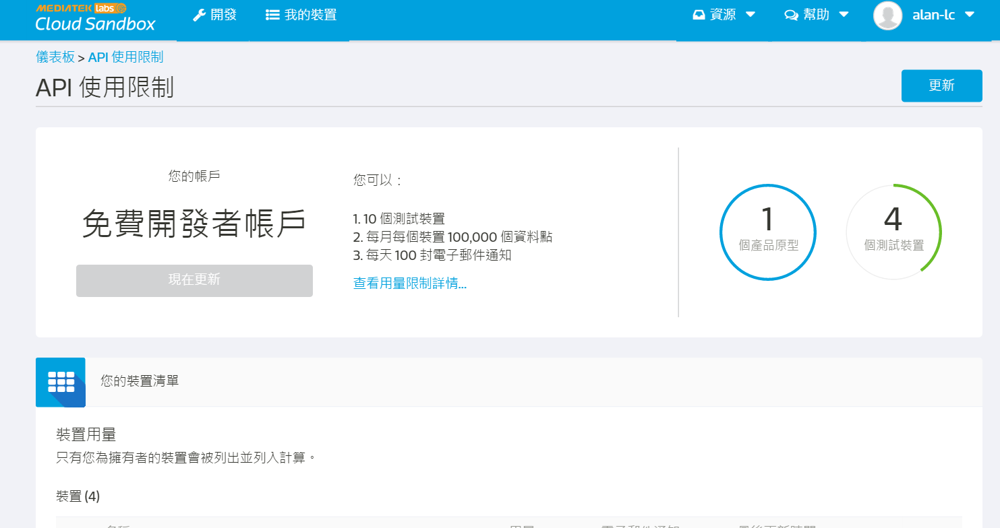 MEDIATEK labs
Cloud Sandbox
開發
我的裝置
資源
幫助
alan-lc
儀表板 > API 使用限制
API 使用限制
更新
您的帳戶
免費開發者帳戶
現在更新
您可以：
1. 10 個測試裝置
2. 每月每個裝置 100,000 個資料點
3. 每天 100 封電子郵件通知
查看用量限制詳情...
1
個產品原型
4
個測試裝置
您的裝置清單
裝置用量
只有您為擁有者的裝置會被列出並列入計算。
裝置 (4)